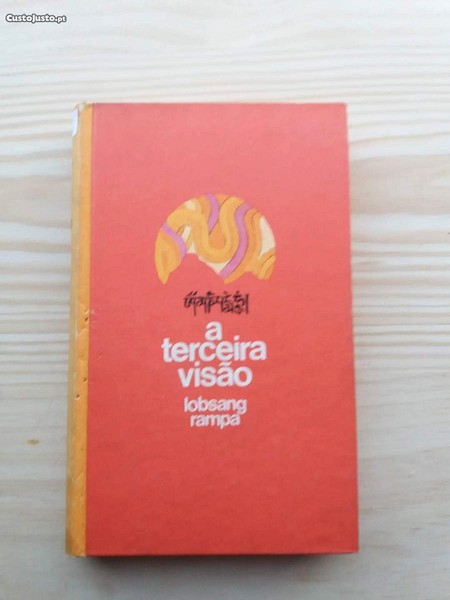 CustoJusto.pt
a
terceira
visão
lobsang
rampa